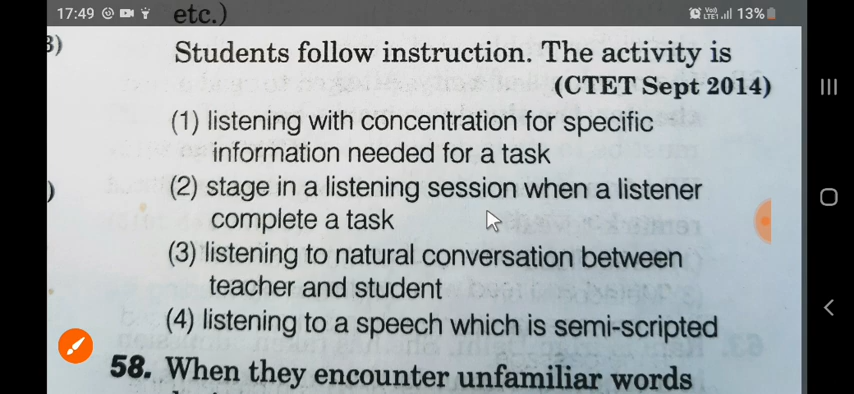 17:49
etc.)
13%
3)
Students follow instruction. The activity is
(CTET Sept 2014)
(1) listening with concentration for specific
information needed for a task
(2) stage in a listening session when a listener
)
complete a task
(3) listening to natural conversation between
teacher and student
(4) listening to a speech which is semi-scripted
58. When they encounter unfamiliar words